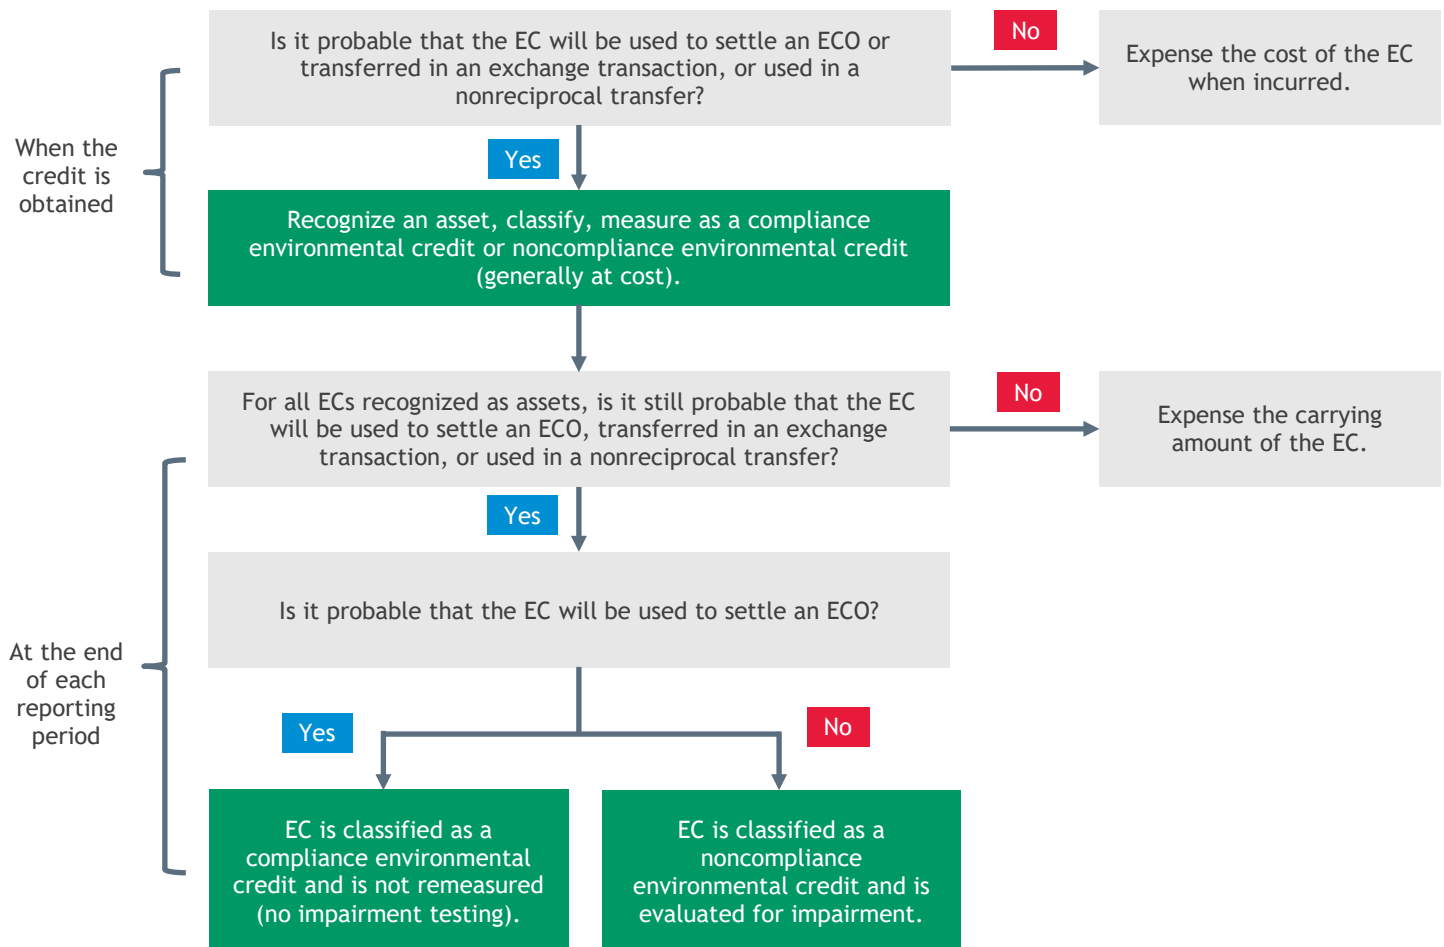 Is it probable that the EC will be used to settle an ECO or
transferred in an exchange transaction, or used in a
nonreciprocal transfer?
No
Expense the cost of the EC
when incurred.
When the
credit is
obtained
Yes
Recognize an asset, classify, measure as a compliance
environmental credit or noncompliance environmental credit
(generally at cost).
For all ECs recognized as assets, is it still probable that the EC
will be used to settle an ECO, transferred in an exchange
transaction, or used in a nonreciprocal transfer?
No
Expense the carrying
amount of the EC.
Yes
Is it probable that the EC will be used to settle an ECO?
At the end
of each
reporting
period
Yes
No
EC is classified as a
compliance environmental
credit and is not remeasured
(no impairment testing).
EC is classified as a
noncompliance
environmental credit and is
evaluated for impairment.